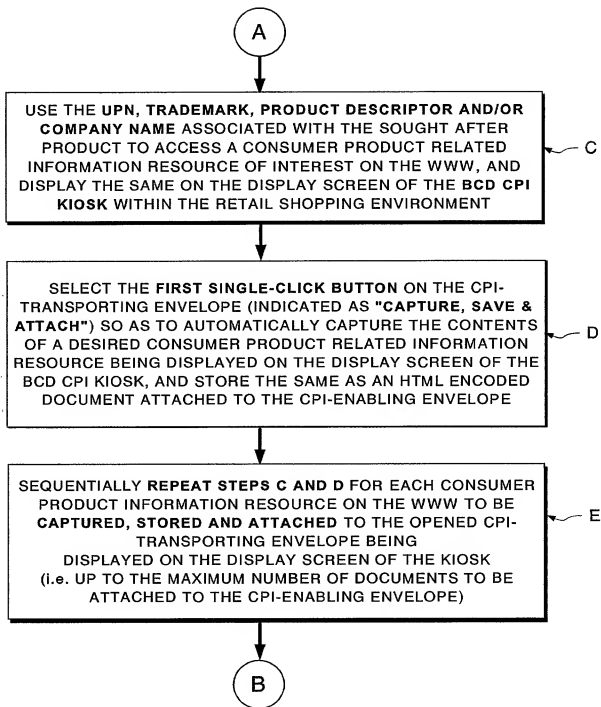 A
USE THE UPN, TRADEMARK, PRODUCT DESCRIPTOR AND/OR
COMPANY NAME ASSOCIATED WITH THE SOUGHT AFTER
PRODUCT TO ACCESS A CONSUMER PRODUCT RELATED
INFORMATION RESOURCE OF INTEREST ON THE WWW, AND
DISPLAY THE SAME ON THE DISPLAY SCREEN OF THE BCD CPI
KIOSK WITHIN THE RETAIL SHOPPING ENVIRONMENT
C
SELECT THE FIRST SINGLE-CLICK BUTTON ON THE CPI-
TRANSPORTING ENVELOPE (INDICATED AS "CAPTURE, SAVE &
ATTACH") SO AS TO AUTOMATICALLY CAPTURE THE CONTENTS
OF A DESIRED CONSUMER PRODUCT RELATED INFORMATION
RESOURCE BEING DISPLAYED ON THE DISPLAY SCREEN OF THE
BCD CPI KIOSK, AND STORE THE SAME AS AN HTML ENCODED
DOCUMENT ATTACHED TO THE CPI-ENABLING ENVELOPE
D
SEQUENTIALLY REPEAT STEPS C AND D FOR EACH CONSUMER
PRODUCT INFORMATION RESOURCE ON THE WWW TO BE
CAPTURED, STORED AND ATTACHED TO THE OPENED CPI-
TRANSPORTING ENVELOPE BEING
DISPLAYED ON THE DISPLAY SCREEN OF THE KIOSK
(i.e. UP TO THE MAXIMUM NUMBER OF DOCUMENTS TO BE
ATTACHED TO THE CPI-ENABLING ENVELOPE)
E
B